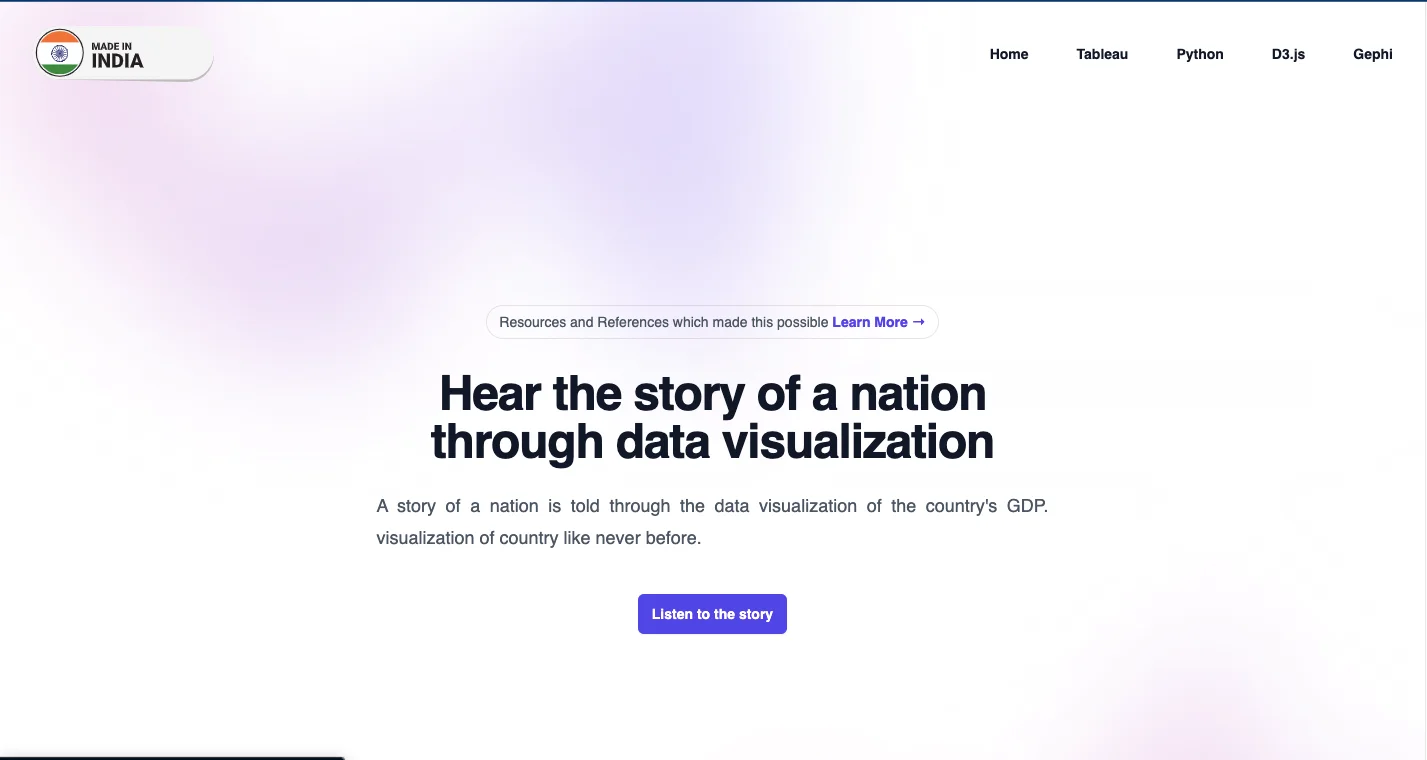 MADE IN
INDIA
Home Tableau Python D3.js Gephi
Resources and References which made this possible Learn More →
Hear the story of a nation
through data visualization
A story of a nation is told through the data visualization of the country's GDP.
visualization of country like never before.
Listen to the story